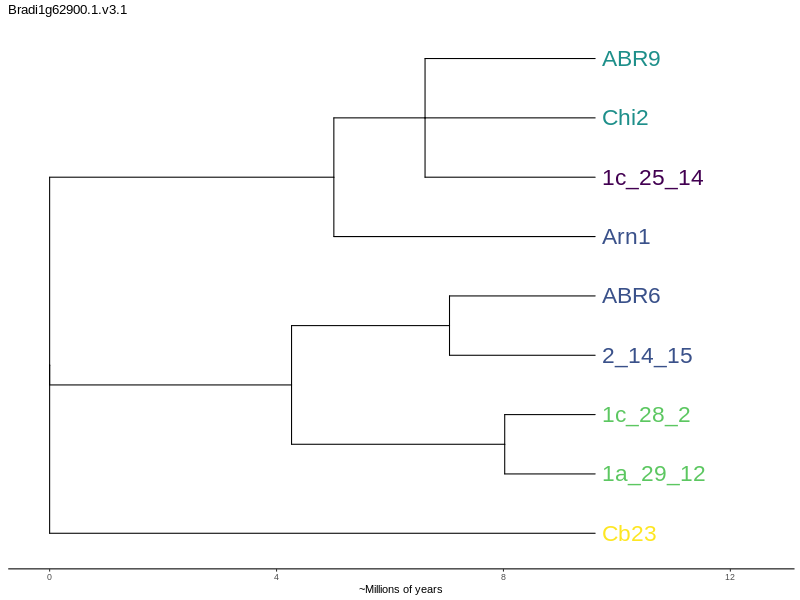 Bradi1g62900.1.v3.1
ABR9
Chi2
1c_25_14
Arn1
ABR6
2_14_15
1c_28_2
1a_29_12
Cb23
0 4 8 12
~Millions of years